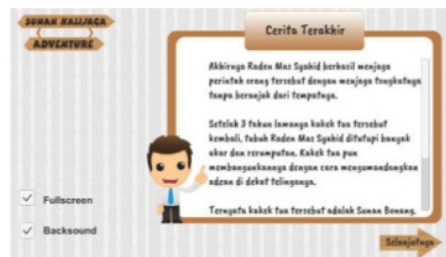 SUNAN KALIJAGA
ADVENTURE
Cerita Terakhir
Akhirnya Raden Mas Syahid berhasil menjaga
perintah orang tersebut dengan menjaga tongkatnya
tanpa beranjak dari tempatnya.
Setelah 3 tahun lamanya kakek tua tersebut
kembali, tubuh Raden Mas Syahid ditutupi banyak
akar dan rerumputan. Kakek tua pun
membangunkannya dengan cara mengumandangkan
adzan di dekat telinganya.
Ternyata kakek tua tersebut adalah Sunan Bonang.
Fullscreen
Backsound
Selanjutnya